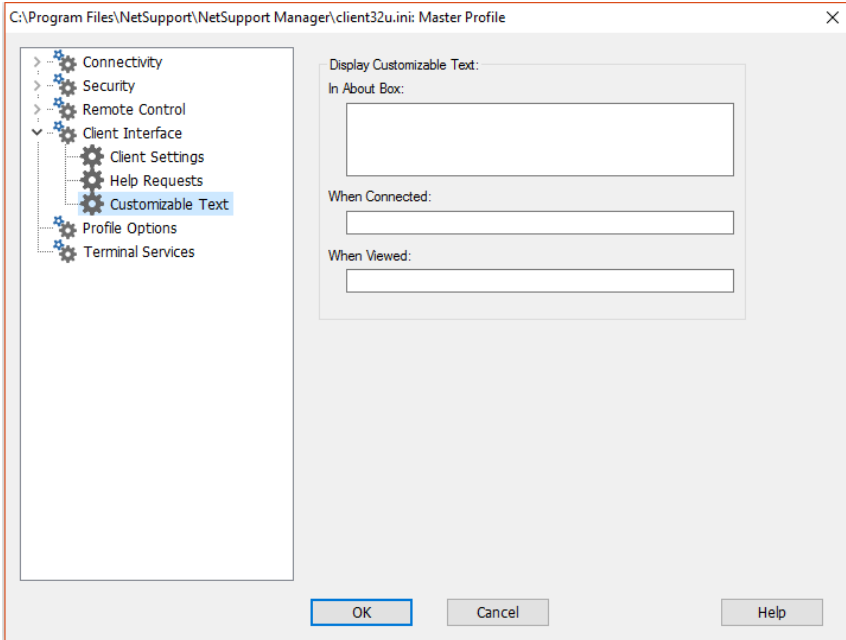 C:\Program Files\NetSupport\NetSupport Manager\client32u.ini: Master Profile
Connectivity
Security
Remote Control
Client Interface
Client Settings
Help Requests
Customizable Text
Profile Options
Terminal Services
Display Customizable Text:
In About Box:
When Connected:
When Viewed:
OK
Cancel
Help